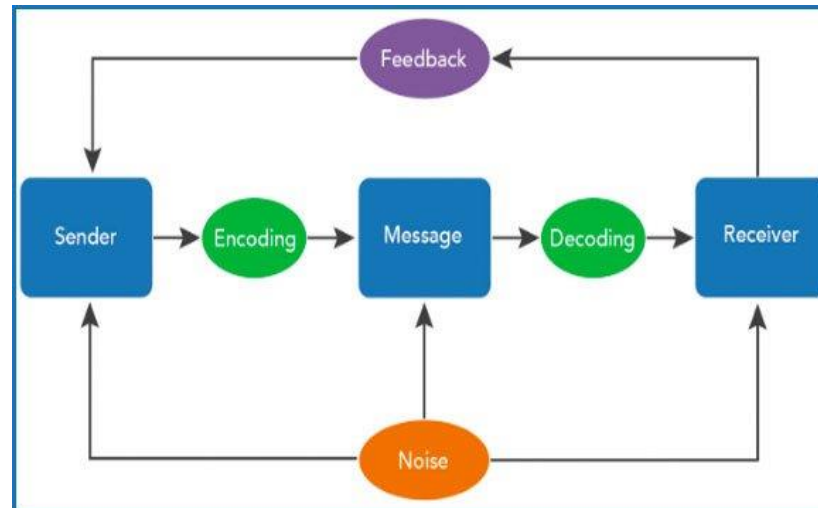 Feedback
Sender
Encoding
Message
Decoding
Receiver
Noise